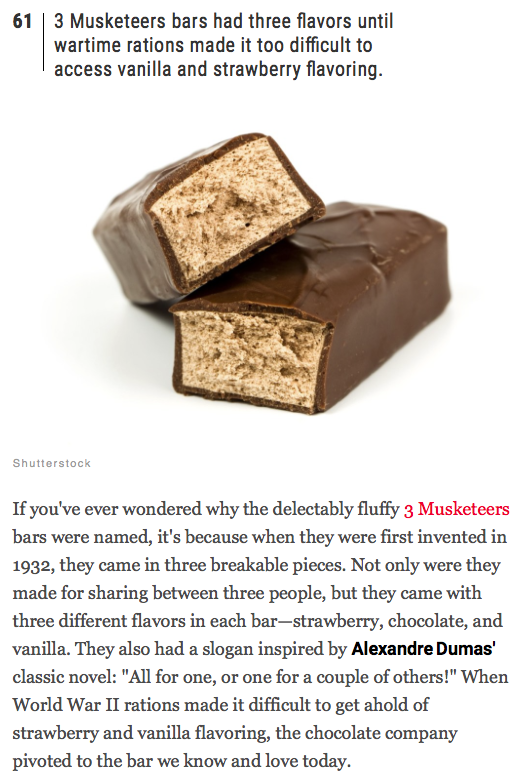 61 3 Musketeers bars had three flavors until
wartime rations made it too difficult to
access vanilla and strawberry flavoring.
Shutterstock
If you've ever wondered why the delectably fluffy 3 Musketeers
bars were named, it's because when they were first invented in
1932, they came in three breakable pieces. Not only were they
made for sharing between three people, but they came with
three different flavors in each bar—strawberry, chocolate, and
vanilla. They also had a slogan inspired by Alexandre Dumas'
classic novel: "All for one, or one for a couple of others!" When
World War II rations made it difficult to get ahold of
strawberry and vanilla flavoring, the chocolate company
pivoted to the bar we know and love today.